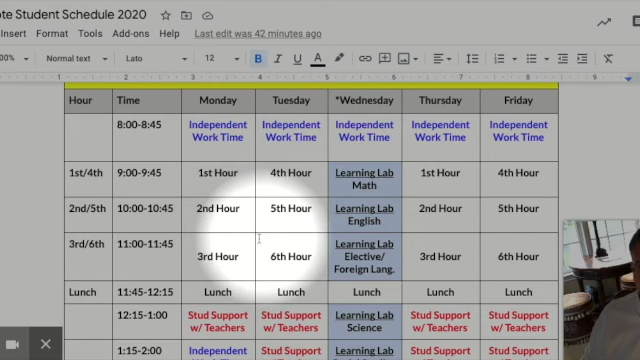 ote Student Schedule 2020
Insert Format Tools Add-ons Help Last edit was 42 minutes ago
00% Normal text Lato 12 B I U A
3 4 5 6 7 8
Hour Time Monday Tuesday *Wednesday Thursday Friday
8:00-8:45 Independent Independent Independent Independent Independent
Work Time Work Time Work Time Work Time Work Time
1st/4th 9:00-9:45 1st Hour 4th Hour Learning Lab 1st Hour 4th Hour
Math
2nd/5th 10:00-10:45 2nd Hour 5th Hour Learning Lab 2nd Hour 5th Hour
English
3rd/6th 11:00-11:45 3rd Hour 6th Hour Learning Lab 3rd Hour 6th Hour
Elective/
Foreign Lang.
Lunch 11:45-12:15 Lunch Lunch Lunch Lunch Lunch
12:15-1:00 Stud Support Stud Support Learning Lab Stud Support Stud Support
w/ Teachers w/ Teachers Science w/ Teachers w/ Teachers
1:15-2:00 Independent Stud Support Learning Lab Stud Support Stud Support